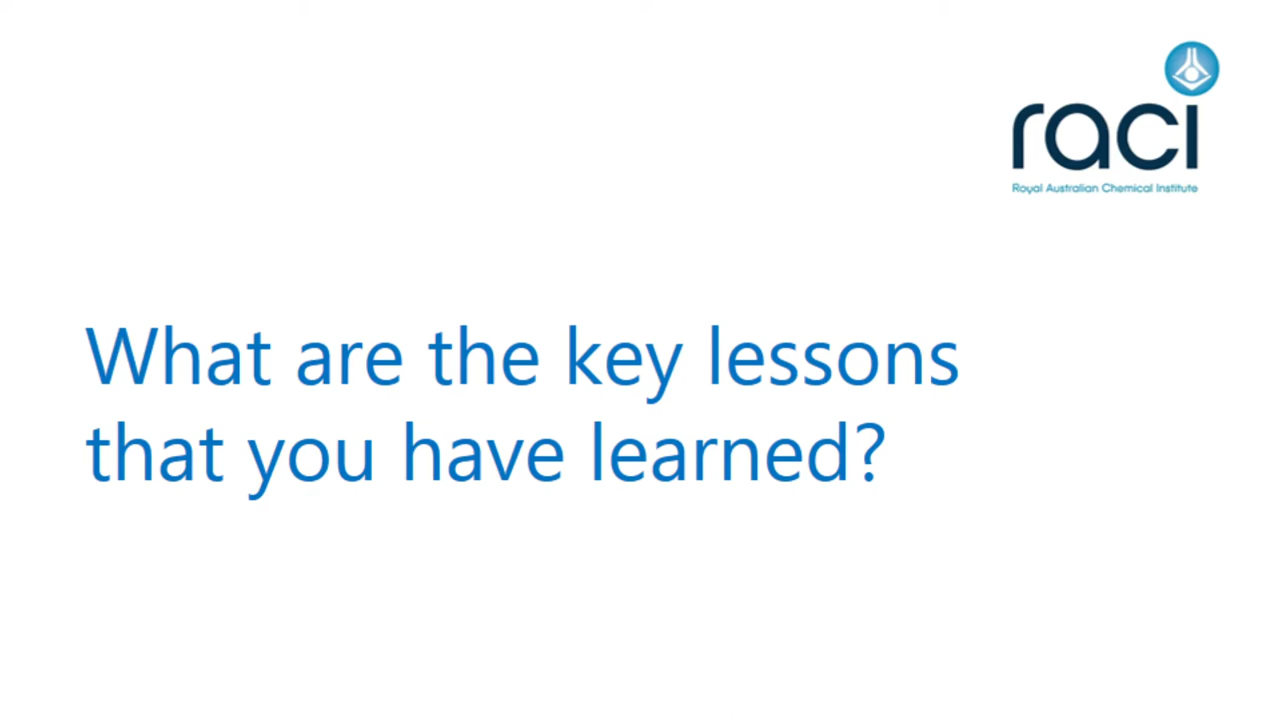 raci
Royal Australian Chemical Institute
What are the key lessons
that you have learned?